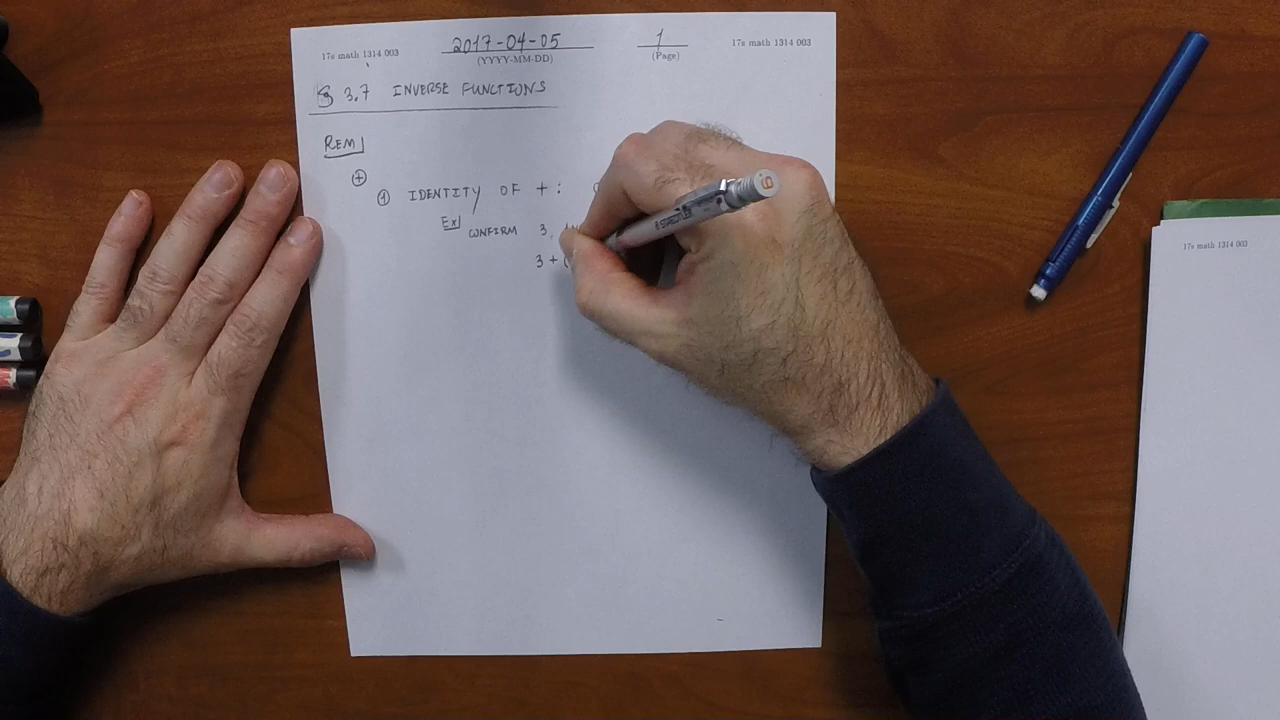 17s math 1314 003 2017-04-05 1 17s math 1314 003
(YYYY-MM-DD) (Page)
§ 3.7 INVERSE FUNCTIONS
REM
+
1 IDENTITY OF + :
EX CONFIRM 3,
3 + (
STAEDTLER
17s math 1314 003